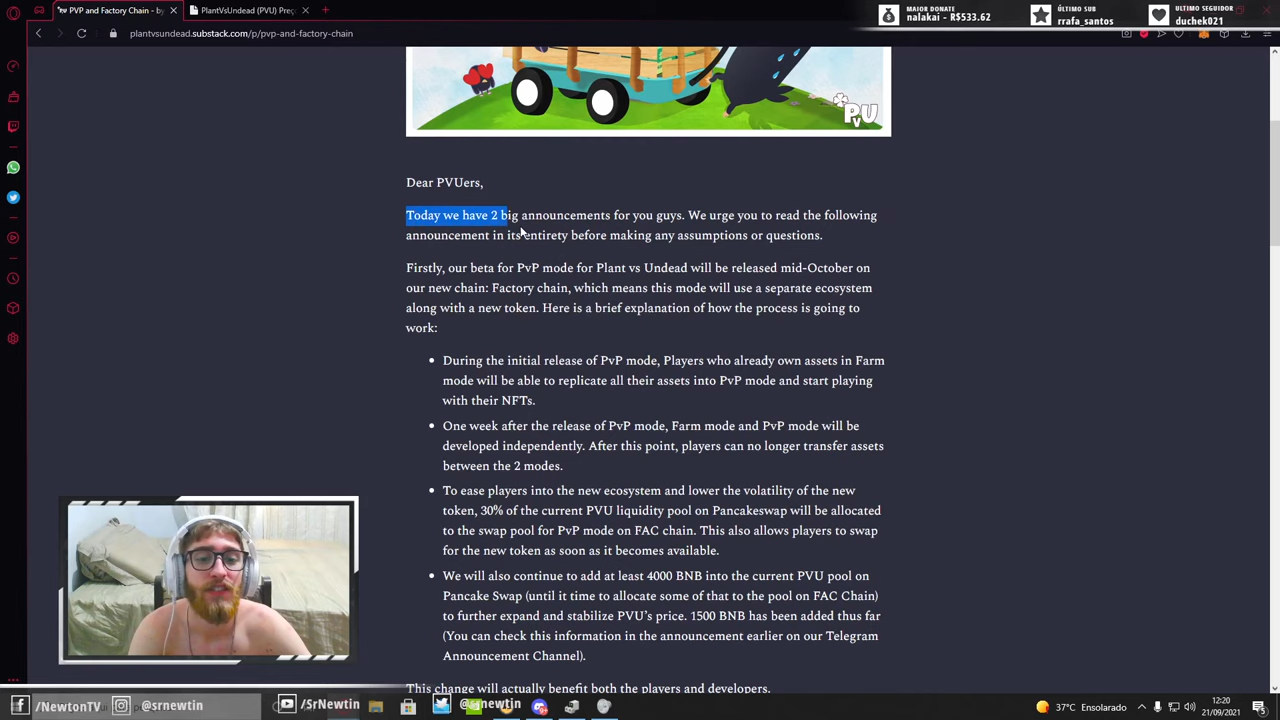 PVP and Factory Chain - by
PlantVsUndead (PVU) Preç
plantvsundead.substack.com/p/pvp-and-factory-chain
MAIOR DONATE
nalakai - R$533.62
ÚLTIMO SUB
rrafa_santos
ULTIMO SEGUIDOR
duchek021
PVU
Dear PVUers,
Today we have 2 big announcements for you guys. We urge you to read the following
announcement in its entirety before making any assumptions or questions.
Firstly, our beta for PvP mode for Plant vs Undead will be released mid-October on
our new chain: Factory chain, which means this mode will use a separate ecosystem
along with a new token. Here is a brief explanation of how the process is going to
work:
During the initial release of PvP mode, Players who already own assets in Farm
mode will be able to replicate all their assets into PvP mode and start playing
with their NFTs.
One week after the release of PvP mode, Farm mode and PvP mode will be
developed independently. After this point, players can no longer transfer assets
between the 2 modes.
To ease players into the new ecosystem and lower the volatility of the new
token, 30% of the current PVU liquidity pool on Pancakeswap will be allocated
to the swap pool for PvP mode on FAC chain. This also allows players to swap
for the new token as soon as it becomes available.
We will also continue to add at least 4000 BNB into the current PVU pool on
Pancake Swap (until it time to allocate some of that to the pool on FAC Chain)
to further expand and stabilize PVU's price. 1500 BNB has been added thus far
(You can check this information in the announcement earlier on our Telegram
Announcement Channel).
This change will actually benefit both the players and developers.
/NewtonTV
@srnewtin
/SrNewtin
@srnewtin
37°C Ensolarado
12:20
21/09/2021